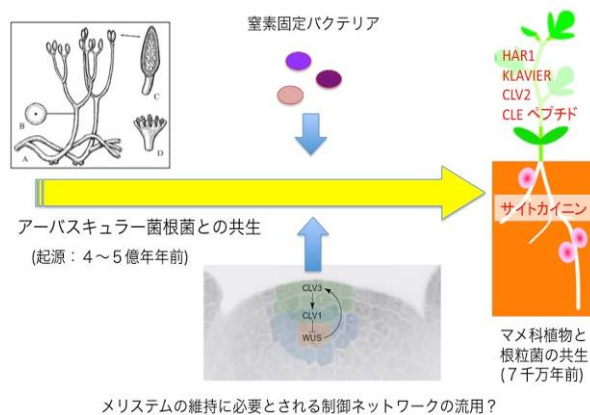 窒素固定バクテリア
C
B
A
D
HAR1
KLAVIER
CLV2
CLE ペプチド
サイトカイニン
アーバスキュラー菌根菌との共生
(起源：４〜５億年年前)
CLV3
CLV1
WUS
マメ科植物と
根粒菌の共生
(７千万年前)
メリステムの維持に必要とされる制御ネットワークの流用？